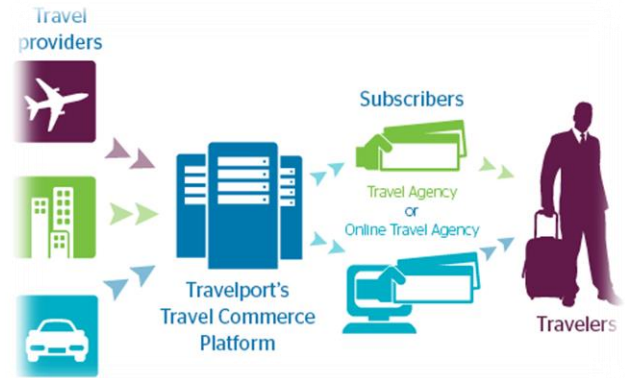 Travel
providers
Subscribers
Travel Agency
or
Online Travel Agency
Travelport's
Travel Commerce
Platform
Travelers